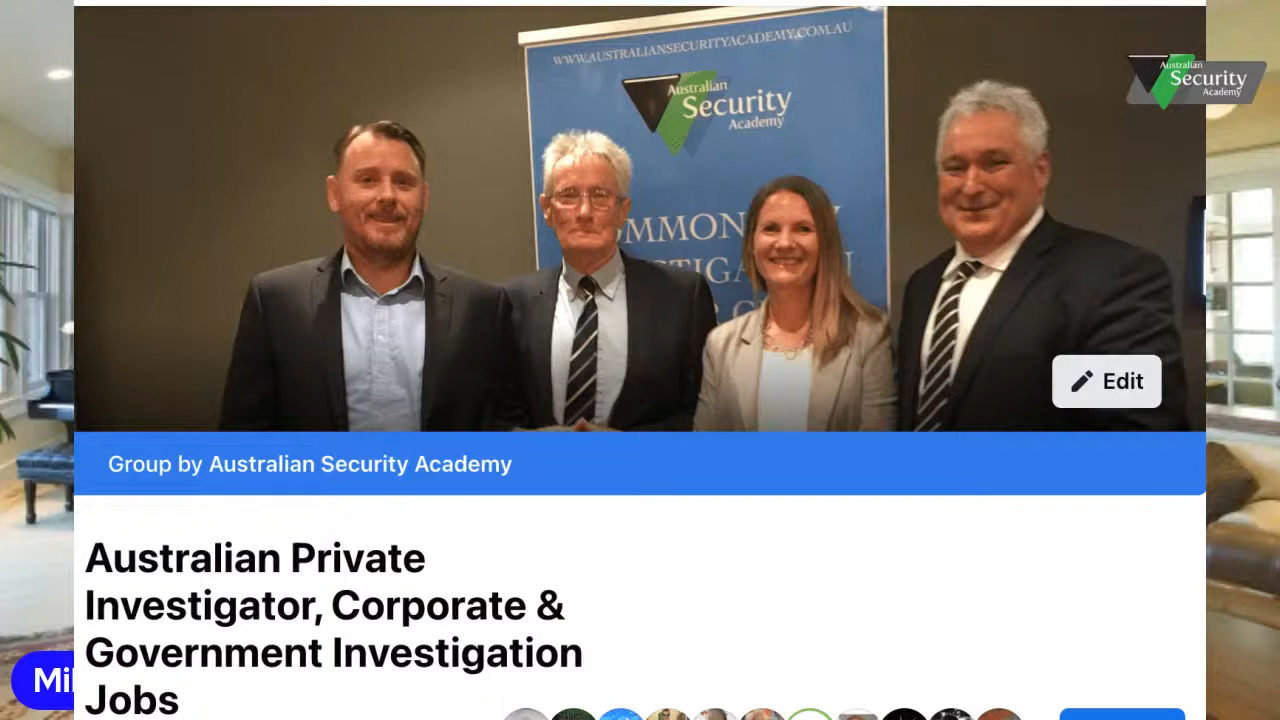 WWW.AUSTRALIANSECURITYACADEMY.COM.AU
Australian
Security
Academy
Australian
Security
Academy
Edit
Group by Australian Security Academy
Australian Private
Investigator, Corporate &
Government Investigation
Jobs